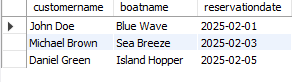 customername boatname reservationdate
John Doe Blue Wave 2025-02-01
Michael Brown Sea Breeze 2025-02-03
Daniel Green Island Hopper 2025-02-05